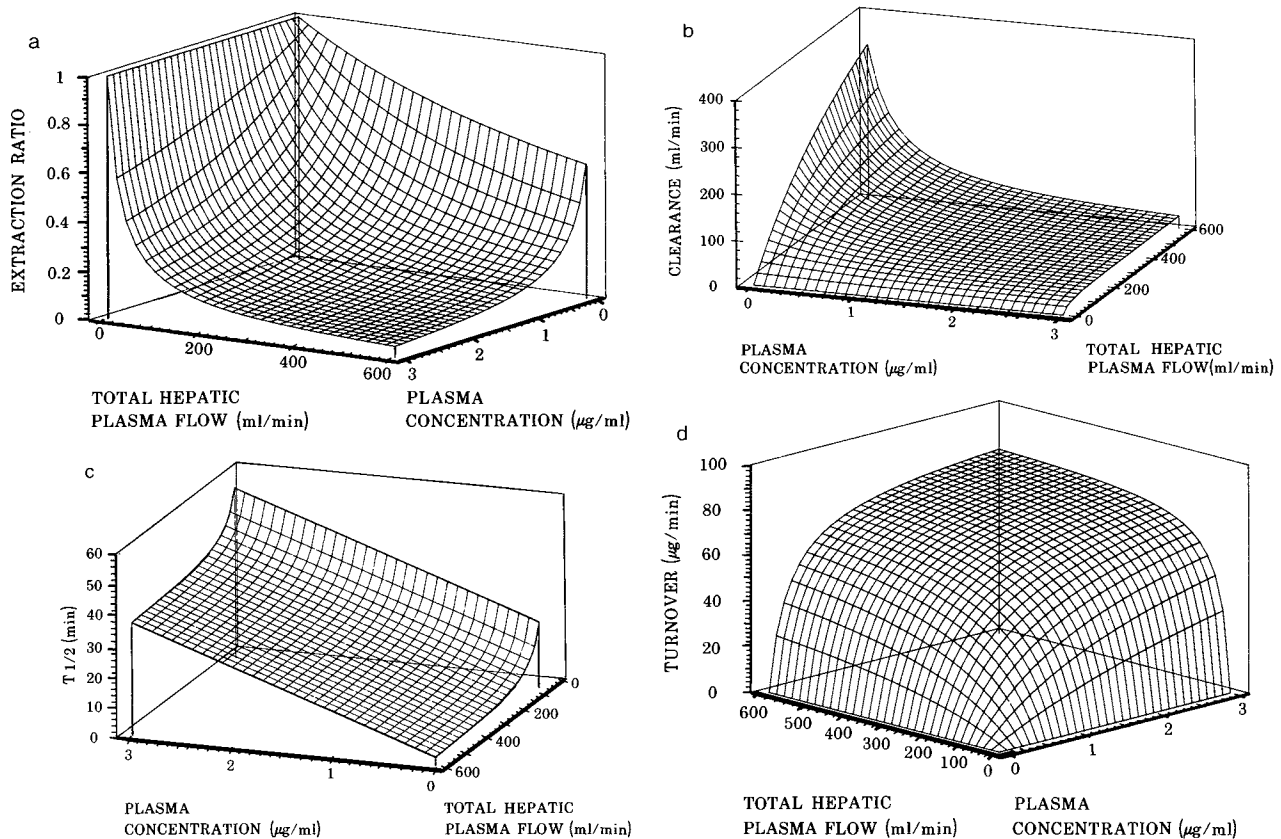 a
1
0.8
0.6
0.4
0.2
0
EXTRACTION RATIO
0
200
400
600
3
2
1
0
TOTAL HEPATIC
PLASMA FLOW (ml/min)
PLASMA
CONCENTRATION (μg/ml)
b
400
300
200
100
0
CLEARANCE (ml/min)
0
1
2
3
0
200
400
600
PLASMA
CONCENTRATION (μg/ml)
TOTAL HEPATIC
PLASMA FLOW(ml/min)
c
60
50
40
30
20
10
0
T 1/2 (min)
3
2
1
0
600
400
200
0
PLASMA
CONCENTRATION (μg/ml)
TOTAL HEPATIC
PLASMA FLOW (ml/min)
d
100
80
60
40
20
0
TURNOVER (μg/min)
600
500
400
300
200
100
0
0
1
2
3
TOTAL HEPATIC
PLASMA FLOW (ml/min)
PLASMA
CONCENTRATION (μg/ml)